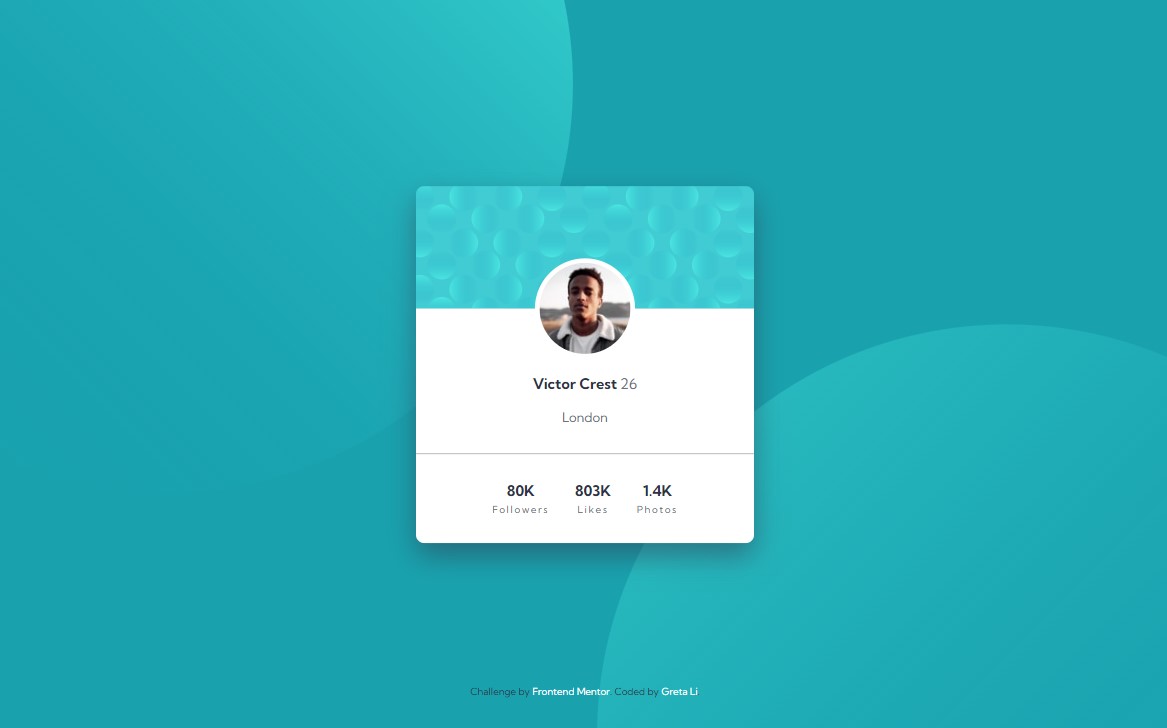 Victor Crest 26
London
80K 803K 1.4K
Followers Likes Photos
Challenge by Frontend Mentor. Coded by Greta Li